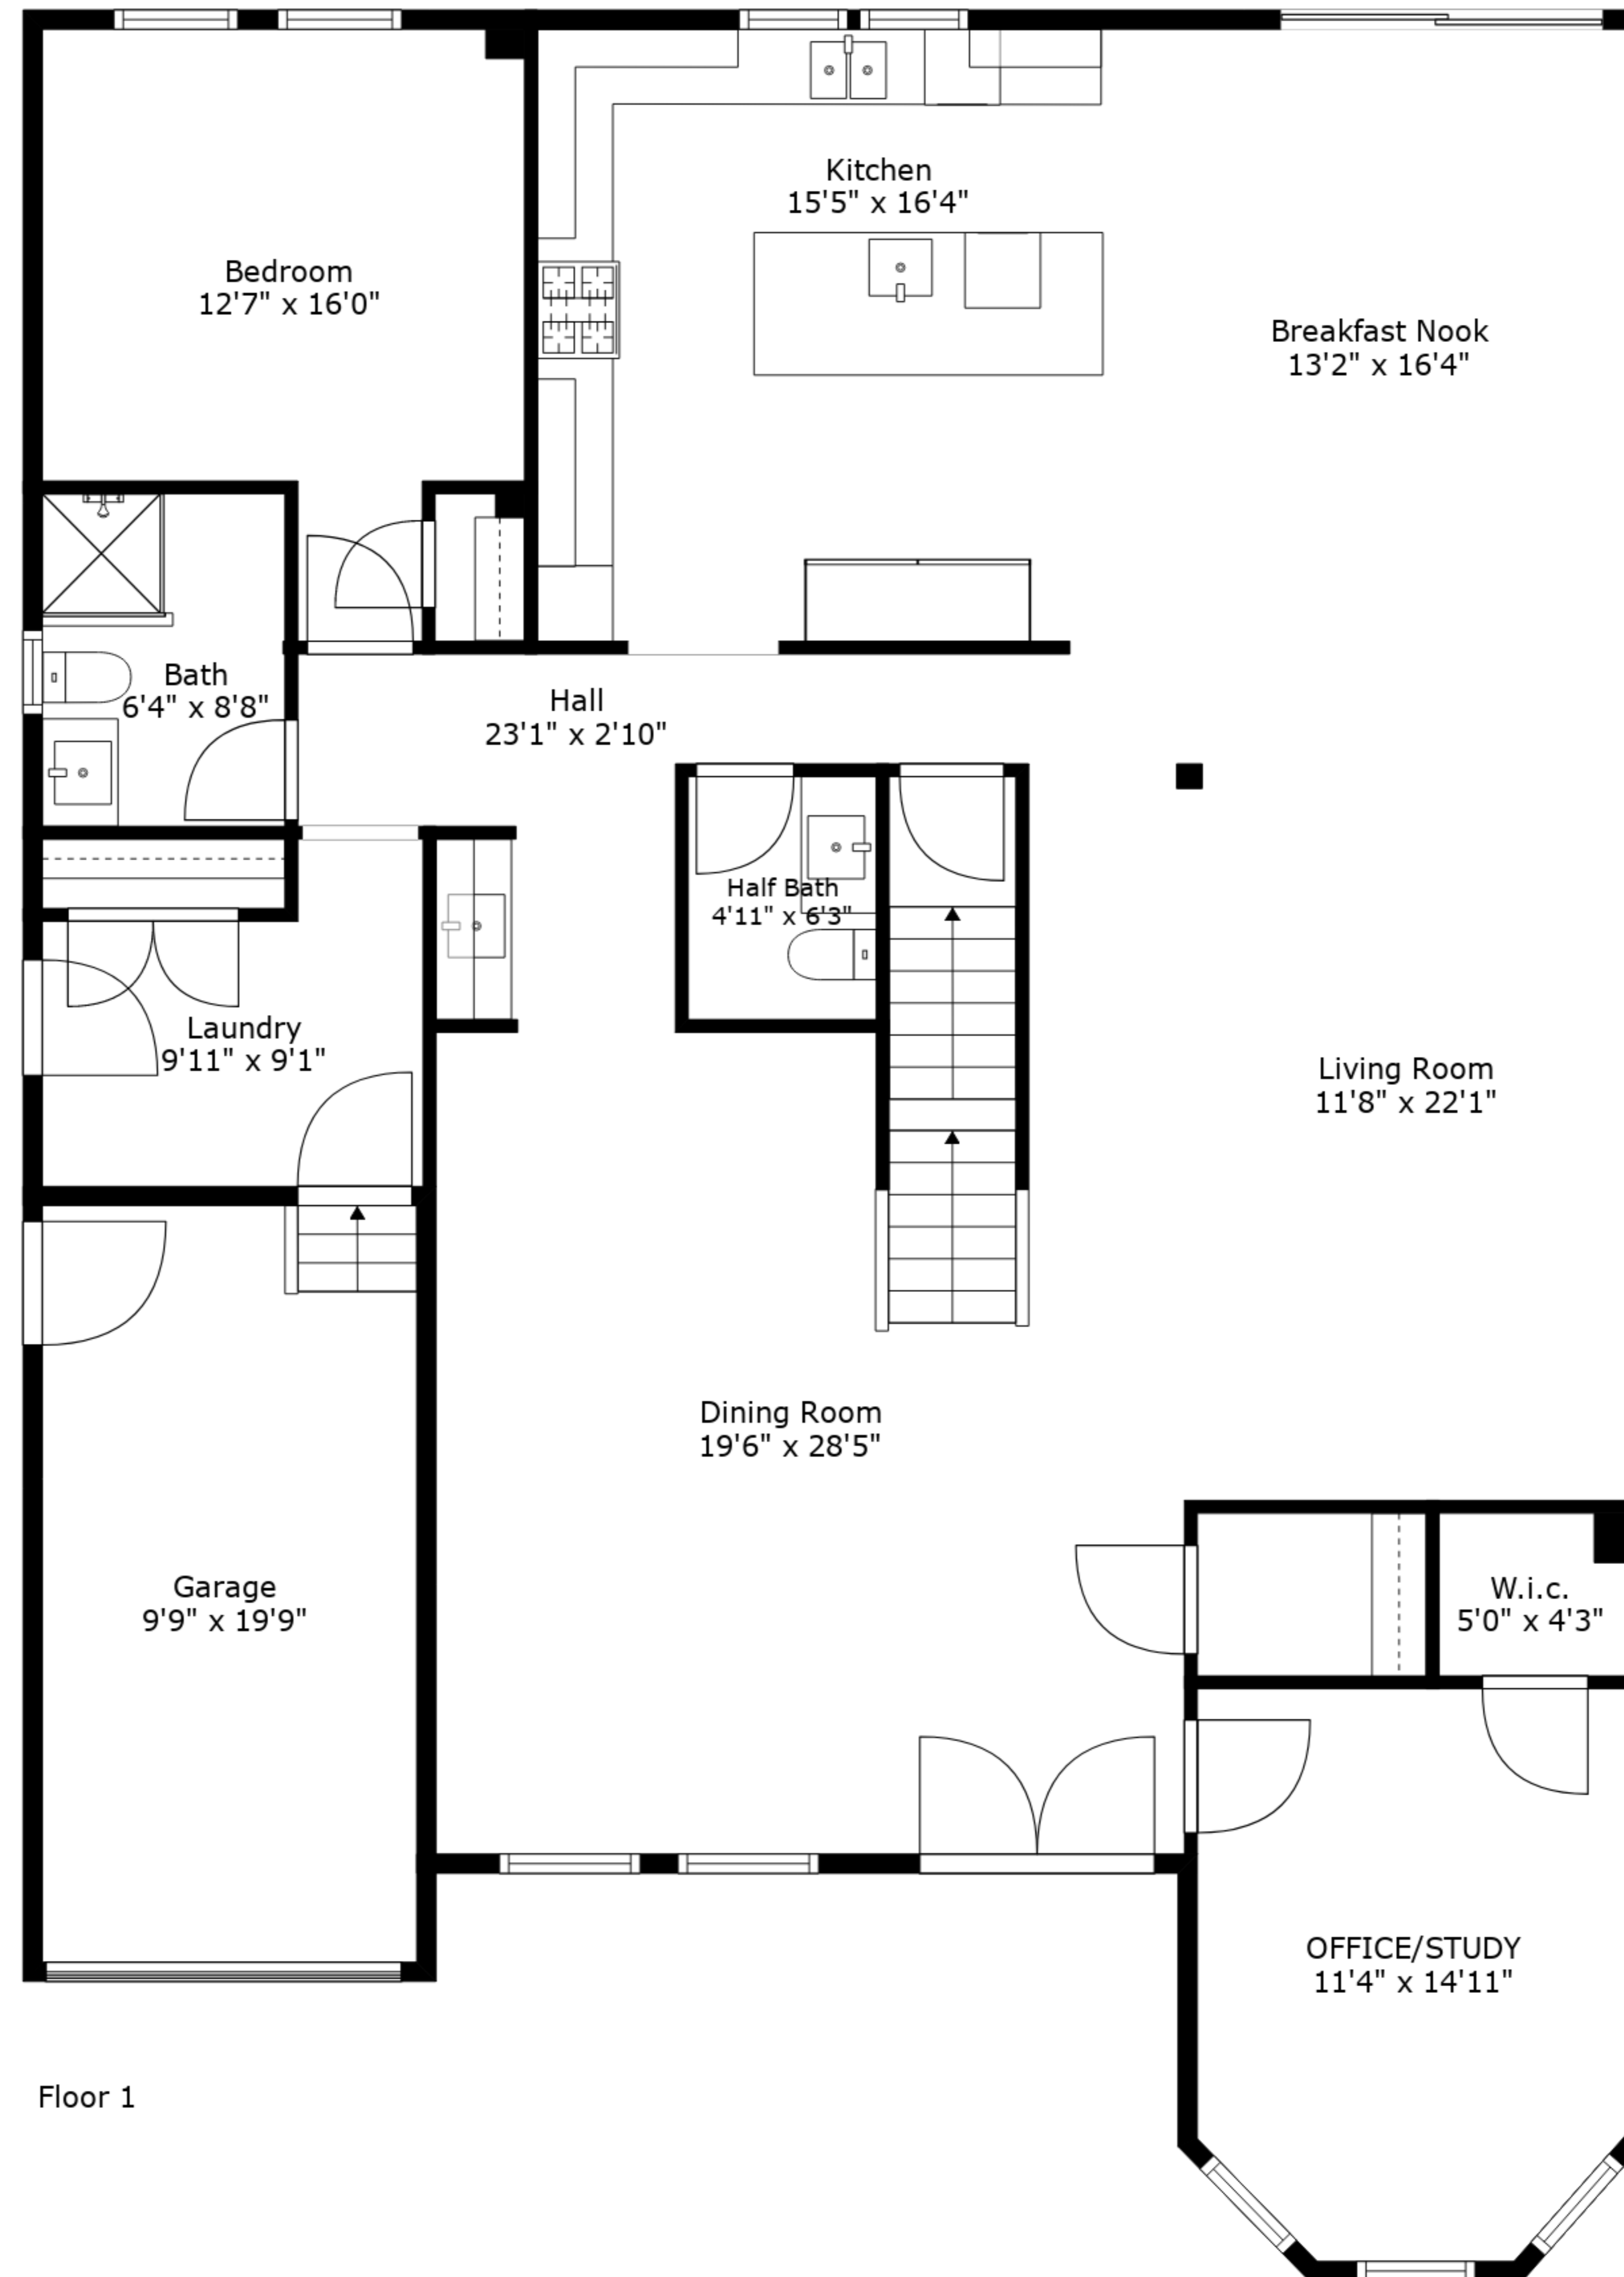 Kitchen
15'5" x 16'4"
Bedroom
12'7" x 16'0"
Breakfast Nook
13'2" x 16'4"
Bath
6'4" x 8'8"
Hall
23'1" x 2'10"
Half Bath
4'11" x 6'3"
Laundry
9'11" x 9'1"
Living Room
11'8" x 22'1"
Dining Room
19'6" x 28'5"
Garage
9'9" x 19'9"
W.i.c.
5'0" x 4'3"
OFFICE/STUDY
11'4" x 14'11"
Floor 1